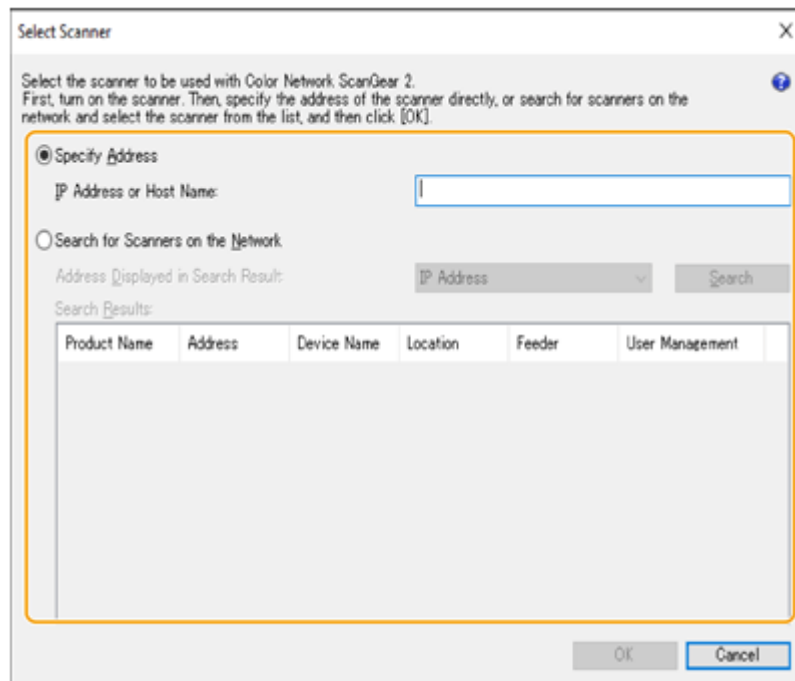 Select Scanner
Select the scanner to be used with Color Network ScanGear 2.
First, turn on the scanner. Then, specify the address of the scanner directly, or search for scanners on the
network and select the scanner from the list, and then click [OK].
Specify Address
IP Address or Host Name:
Search for Scanners on the Network
Address Displayed in Search Result: IP Address Search
Search Results:
Product Name Address Device Name Location Feeder User Management
OK Cancel